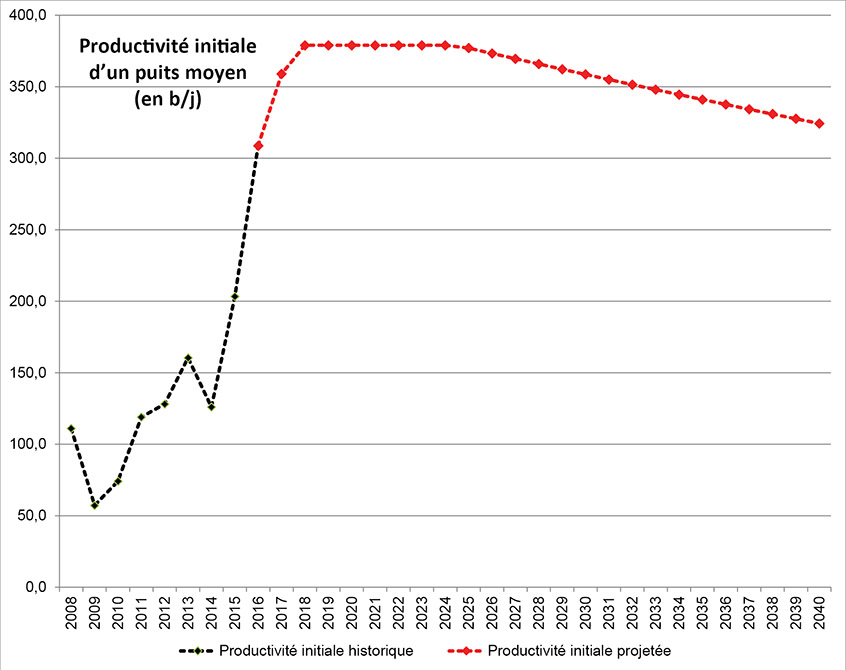 400,0
Productivité initiale
d’un puits moyen
(en b/j)
350,0
300,0
250,0
200,0
150,0
100,0
50,0
0,0
2008 2009 2010 2011 2012 2013 2014 2015 2016 2017 2018 2019 2020 2021 2022 2023 2024 2025 2026 2027 2028 2029 2030 2031 2032 2033 2034 2035 2036 2037 2038 2039 2040
Productivité initiale historique Productivité initiale projetée